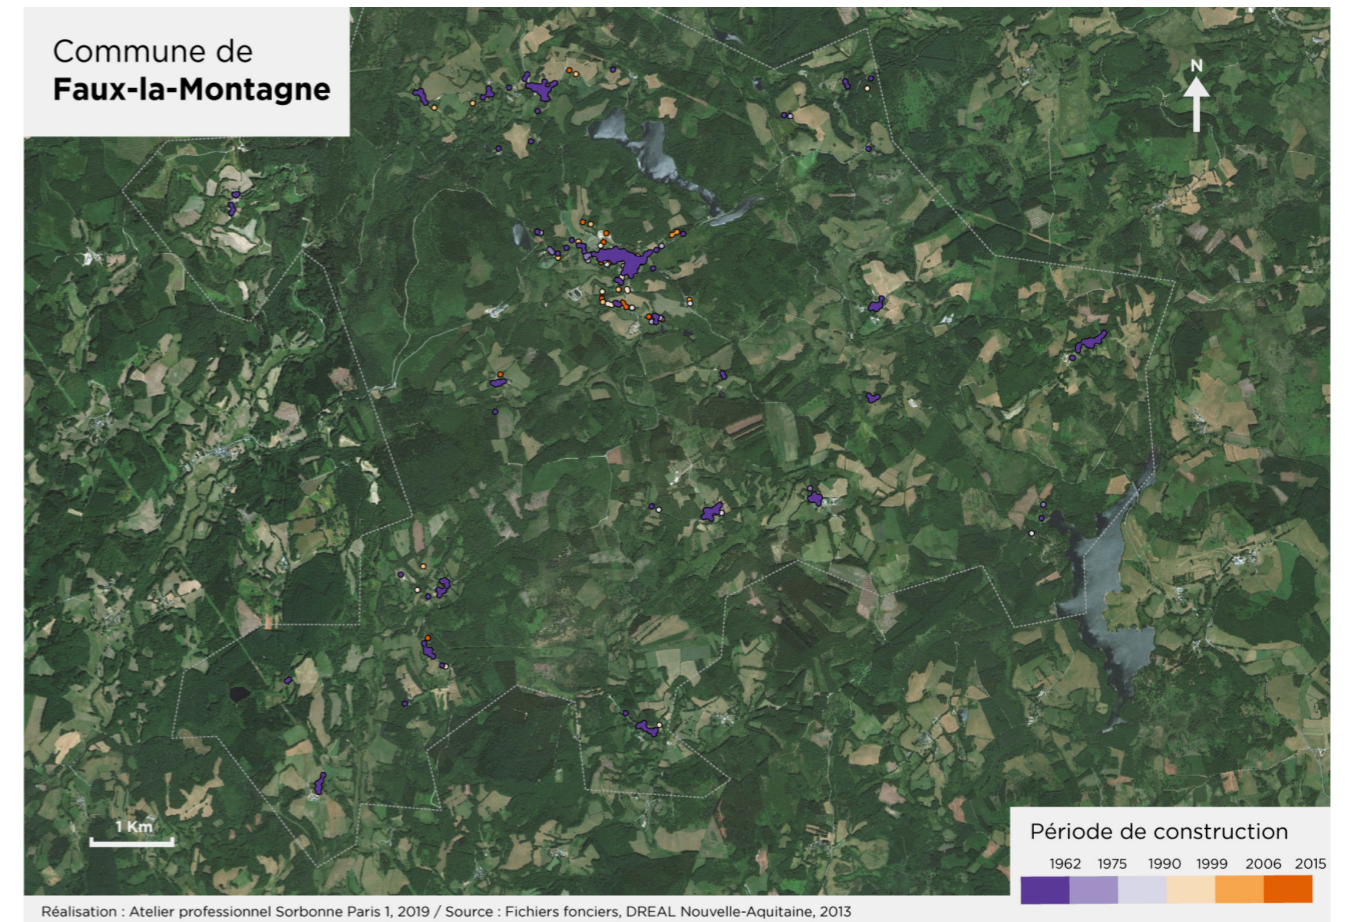 Commune de
Faux-la-Montagne
N
1 Km
Période de construction
1962 1975 1990 1999 2006 2015
Réalisation : Atelier professionnel Sorbonne Paris 1, 2019 / Source : Fichiers fonciers, DREAL Nouvelle-Aquitaine, 2013